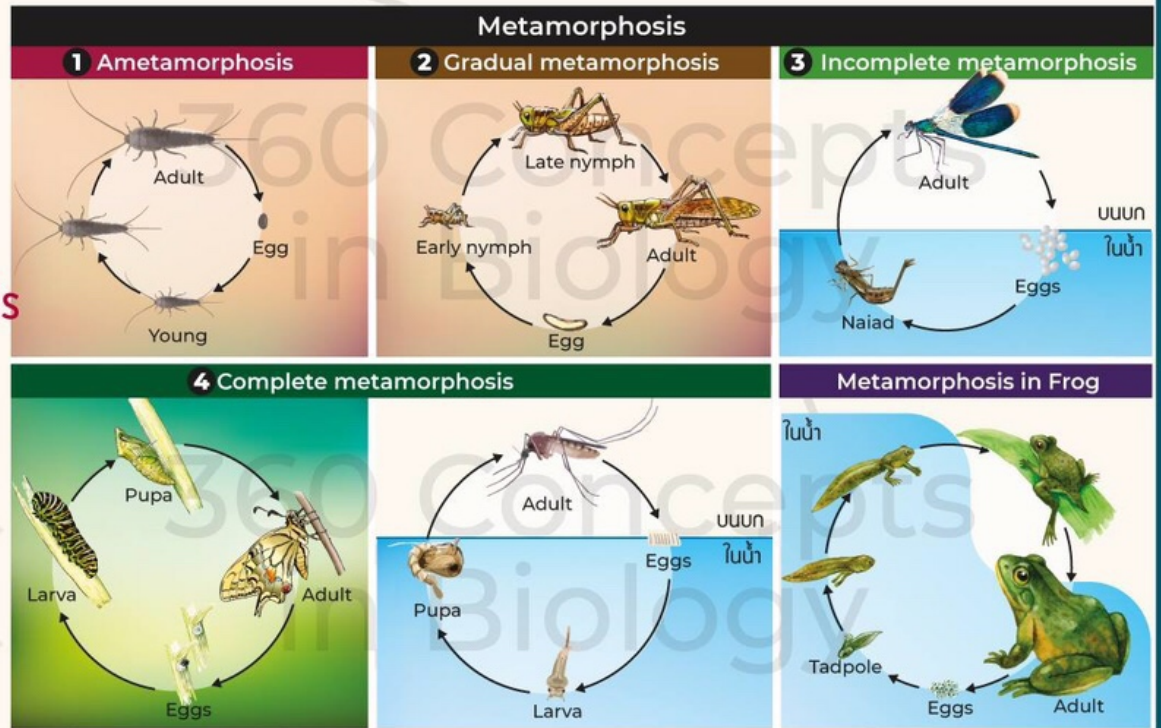 Metamorphosis
1 Ametamorphosis
Adult
Egg
Young
2 Gradual metamorphosis
Late nymph
Early nymph
Adult
Egg
3 Incomplete metamorphosis
Adult
บนบก
ในน้ำ
Eggs
Naiad
S
360 Concepts
in Biology
4 Complete metamorphosis
Pupa
Larva
Adult
Eggs
Adult
บนบก
ในน้ำ
Eggs
Pupa
Larva
Metamorphosis in Frog
ในน้ำ
Tadpole
Eggs
Adult
360 Concepts
in Biology